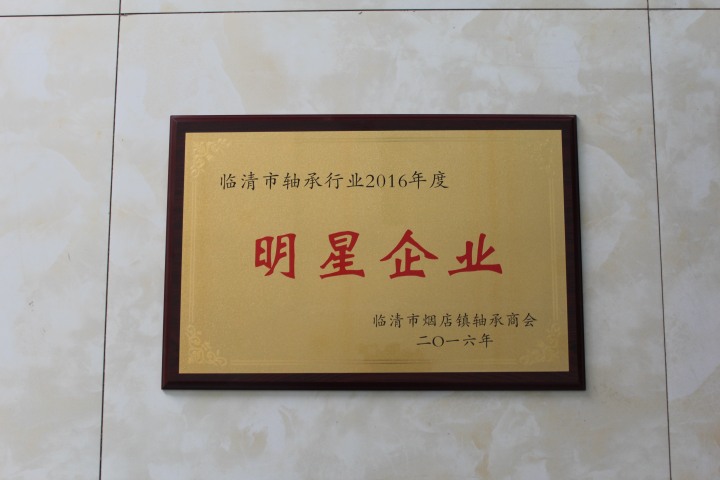 临清市轴承行业2016年度
明星企业
临清市烟店镇轴承商会
二〇一六年